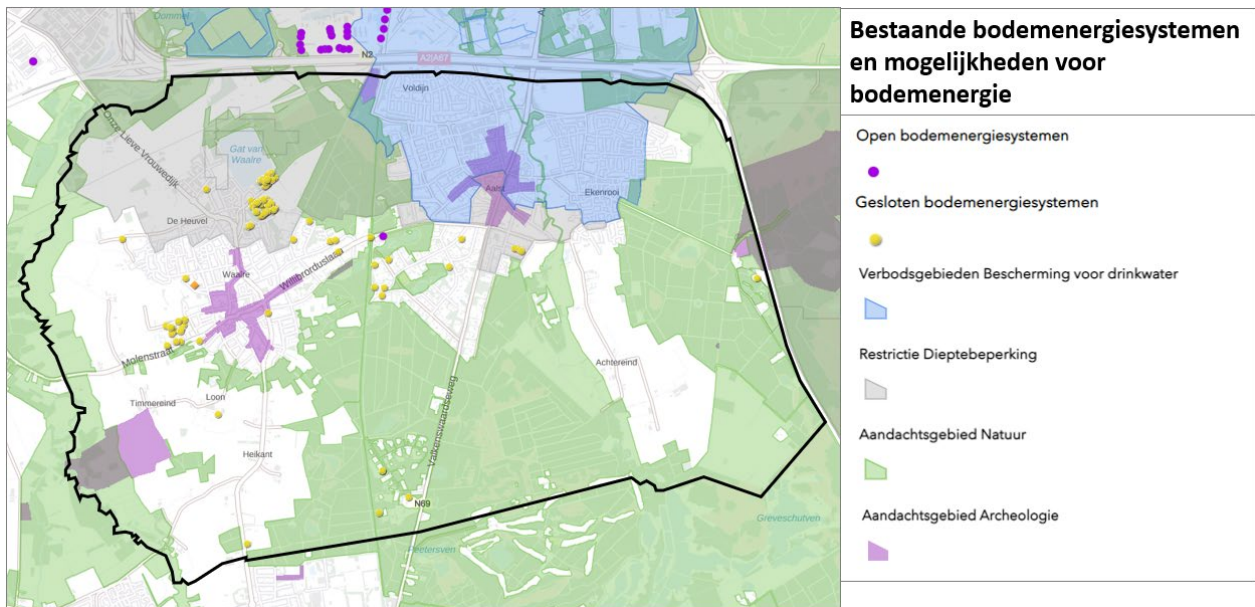 Bestaande bodemenergiesystemen
en mogelijkheden voor
bodemenergie
Open bodemenergiesystemen
Gesloten bodemenergiesystemen
Verbodsgebieden Bescherming voor drinkwater
Restrictie Dieptebeperking
Aandachtsgebied Natuur
Aandachtsgebied Archeologie
Dommel
N2
A2|A67
Voldijn
Onze Lieve Vrouwedijk
Gat van
Waalre
Aalst
Ekenrooi
De Heuvel
Waalre
Willibrorduslaan
Molenstraat
Achtereind
Timmereind
Loon
Valkenswaardseweg
Heikant
N69
Greveschutven
Peetersven